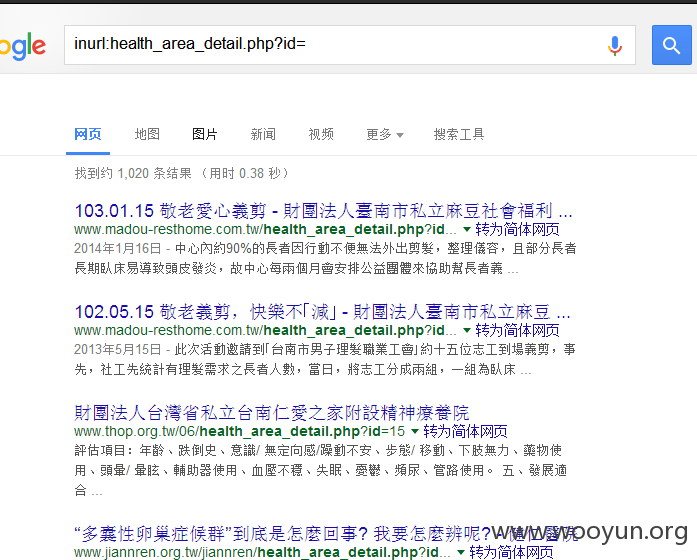 ogle
inurl:health_area_detail.php?id=
网页 地图 图片 新闻 视频 更多 搜索工具
找到约 1,020 条结果 （用时 0.38 秒）
103.01.15 敬老愛心義剪 - 財團法人臺南市私立麻豆社會福利 ...
www.madou-resthome.com.tw/health_area_detail.php?id... 转为简体网页
2014年1月16日 - 中心內約90%的長者因行動不便無法外出剪髮，整理儀容，且部分長者
長期臥床易導致頭皮發炎，故中心每兩個月會安排公益團體來協助幫長者義 ...
102.05.15 敬老義剪，快樂不｢減｣ - 財團法人臺南市私立麻豆 ...
www.madou-resthome.com.tw/health_area_detail.php?id... 转为简体网页
2013年5月15日 - 此次活動邀請到｢台南市男子理髮職業工會｣約十五位志工到場義剪，事
先，社工先統計有理髮需求之長者人數，當日，將志工分成兩組，一組為臥床 ...
財團法人台灣省私立台南仁愛之家附設精神療養院
www.thop.org.tw/06/health_area_detail.php?id=15 转为简体网页
評估項目：年齡、跌倒史、意識/ 無定向感/躁動不安、步態/ 移動、下肢無力、藥物使
用、頭暈/ 暈眩、輔助器使用、血壓不穩、失眠、憂鬱、頻尿、管路使用。 五、發展適
合 ...
“多囊性卵巢症候群”到底是怎麼回事? 我要怎麼辨呢? - 健仁醫院
www.jiannren.org.tw/jiannren/health_area_detail.php?id... 转为简体网页
www.wooyun.org